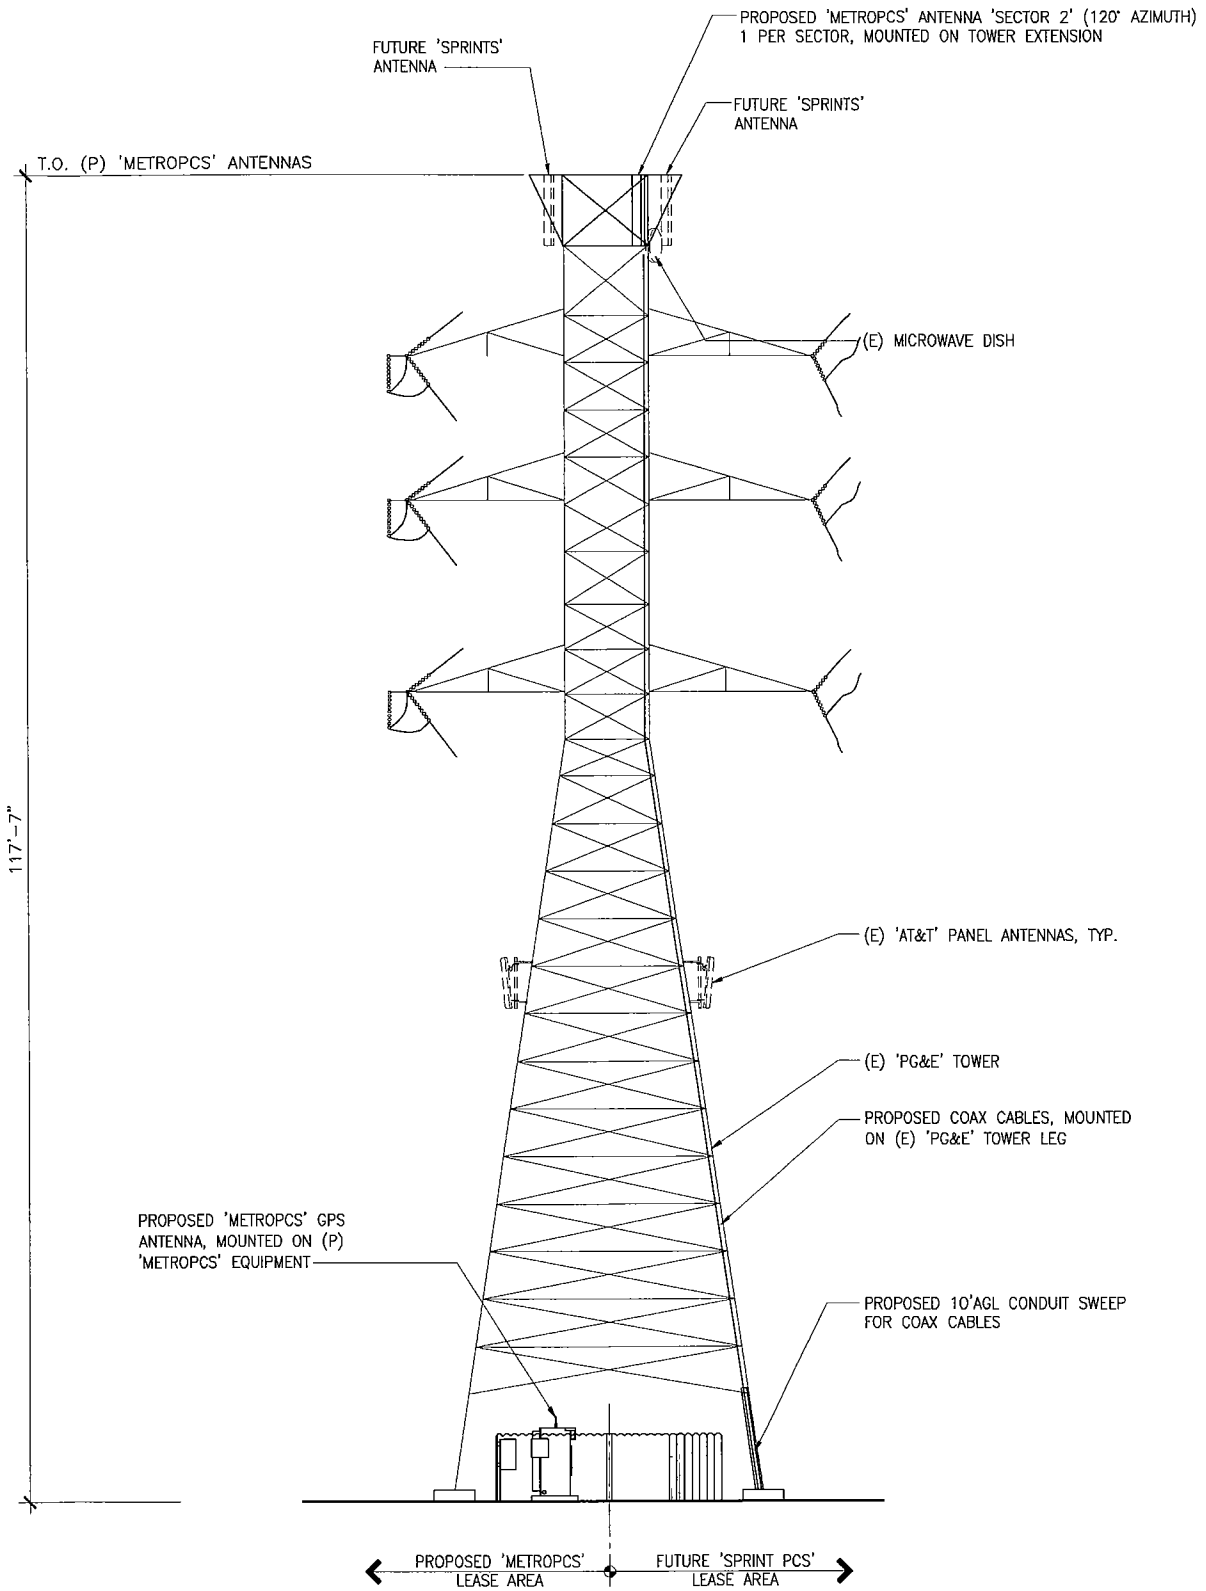 PROPOSED 'METROPCS' ANTENNA 'SECTOR 2' (120° AZIMUTH)
1 PER SECTOR, MOUNTED ON TOWER EXTENSION
FUTURE 'SPRINTS'
ANTENNA
FUTURE 'SPRINTS'
ANTENNA
T.O. (P) 'METROPCS' ANTENNAS
(E) MICROWAVE DISH
117'-7"
(E) 'AT&T' PANEL ANTENNAS, TYP.
(E) 'PG&E' TOWER
PROPOSED COAX CABLES, MOUNTED
ON (E) 'PG&E' TOWER LEG
PROPOSED 'METROPCS' GPS
ANTENNA, MOUNTED ON (P)
'METROPCS' EQUIPMENT
PROPOSED 10'AGL CONDUIT SWEEP
FOR COAX CABLES
PROPOSED 'METROPCS'
LEASE AREA
FUTURE 'SPRINT PCS'
LEASE AREA